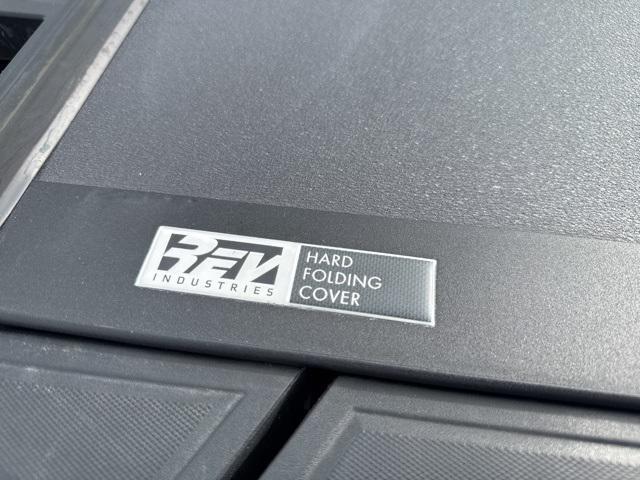 REV
INDUSTRIES
HARD
FOLDING
COVER